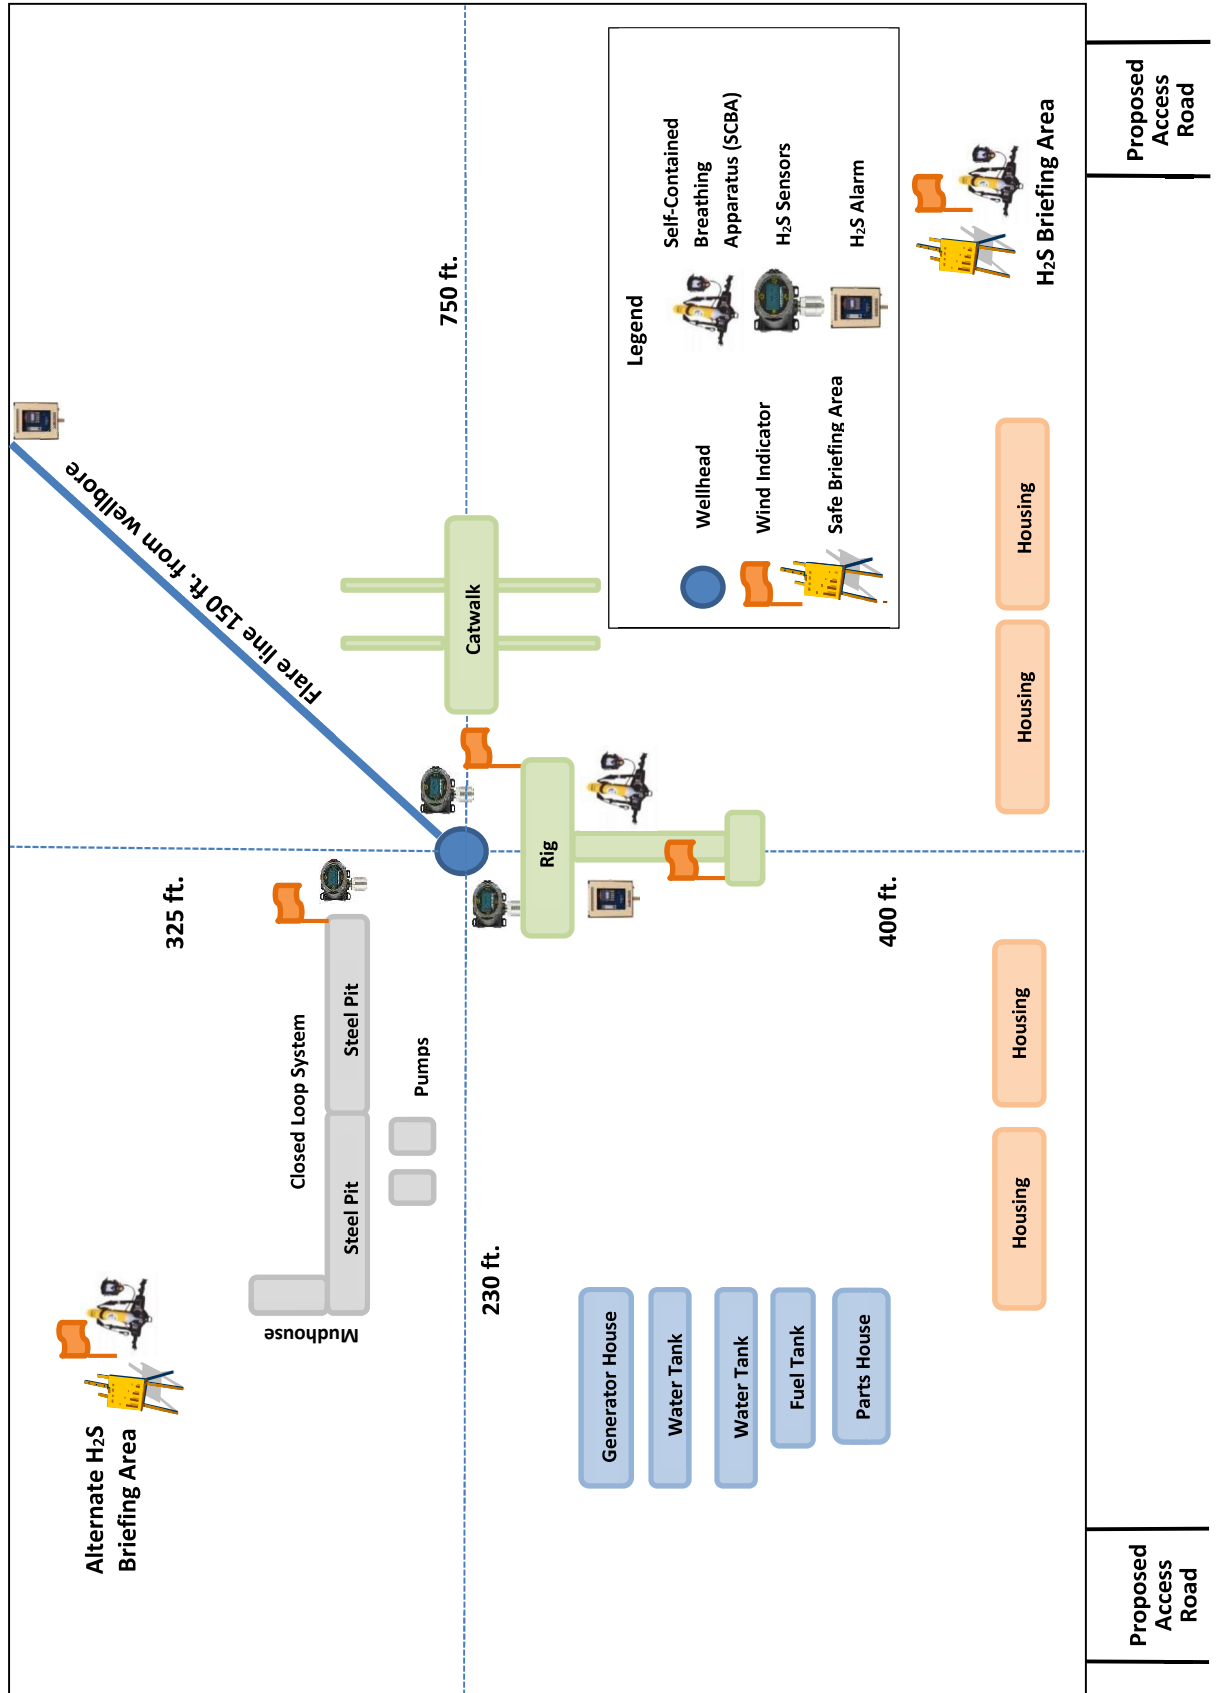 Alternate H₂S
Briefing Area
Mudhouse
Closed Loop System
Steel Pit
Steel Pit
Pumps
325 ft.
Flare line 150 ft. from wellbore
230 ft.
750 ft.
Catwalk
Rig
400 ft.
Generator House
Water Tank
Water Tank
Fuel Tank
Parts House
Legend
Wellhead
Wind Indicator
Safe Briefing Area
Self-Contained
Breathing
Apparatus (SCBA)
H₂S Sensors
H₂S Alarm
Housing
Housing
Housing
Housing
H₂S Briefing Area
Proposed
Access
Road
Proposed
Access
Road